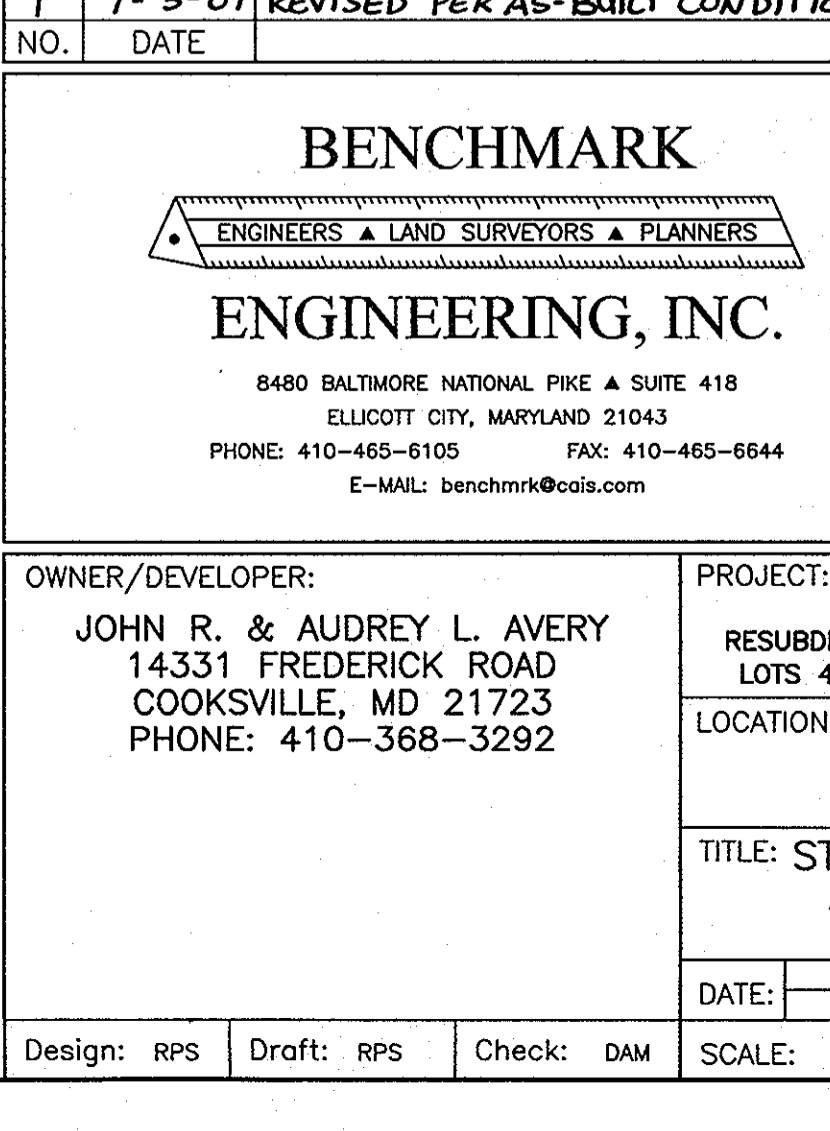 REVISED PER AS-BUILT
NO. DATE
BENCHMARK
ENGINEERS ▲ LAND SURVEYORS ▲ PLANNERS
ENGINEERING, INC.
8480 BALTIMORE NATIONAL PIKE ▲ SUITE 418
ELLICOTT CITY, MARYLAND 21043
PHONE: 410-465-6105 FAX: 410-465-6644
E-MAIL: benchmrk@cais.com
OWNER/DEVELOPER:
JOHN R. & AUDREY L. AVERY
14331 FREDERICK ROAD
COOKSVILLE, MD 21723
PHONE: 410-368-3292
PROJECT:
LOTS 4
LOCATION
TITLE: ST
DATE:
Design: RPS Draft: RPS Check: DAM SCALE: